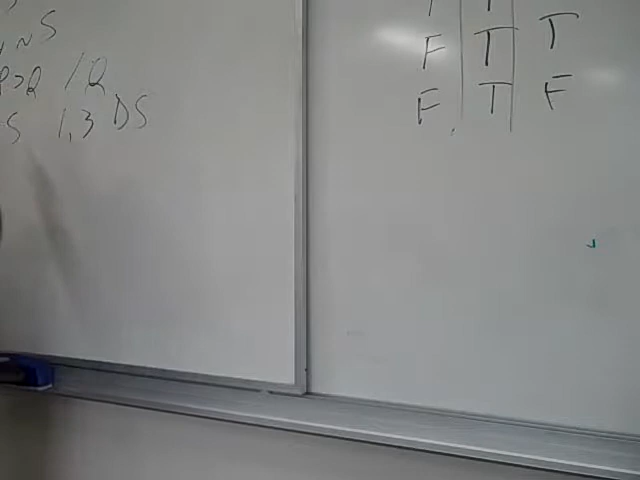 ~S
P⊃Q /Q
S 1,3 DS
F T T
F T F